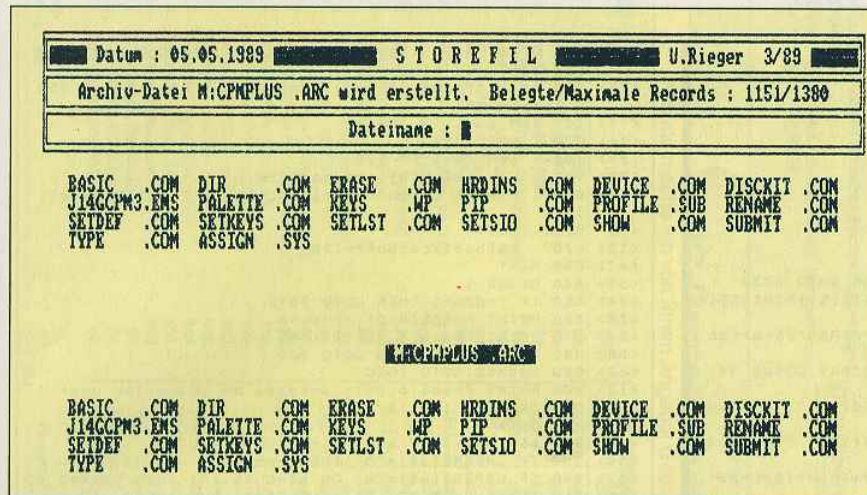 Datum : 05.05.1989 STOREFIL U.Rieger 3/89
Archiv-Datei M:CPMPLUS .ARC wird erstellt. Belegte/Maximale Records : 1151/1380
Dateiname :
BASIC .COM DIR .COM ERASE .COM HRDINS .COM DEVICE .COM DISCKIT .COM
J14GCPM3.EMS PALETTE .COM KEYS .WP PIP .COM PROFILE .SUB RENAME .COM
SETDEF .COM SETKEYS .COM SETLST .COM SETSIO .COM SHOW .COM SUBMIT .COM
TYPE .COM ASSIGN .SYS
M:CPMPLUS .ARC
BASIC .COM DIR .COM ERASE .COM HRDINS .COM DEVICE .COM DISCKIT .COM
J14GCPM3.EMS PALETTE .COM KEYS .WP PIP .COM PROFILE .SUB RENAME .COM
SETDEF .COM SETKEYS .COM SETLST .COM SETSIO .COM SHOW .COM SUBMIT .COM
TYPE .COM ASSIGN .SYS